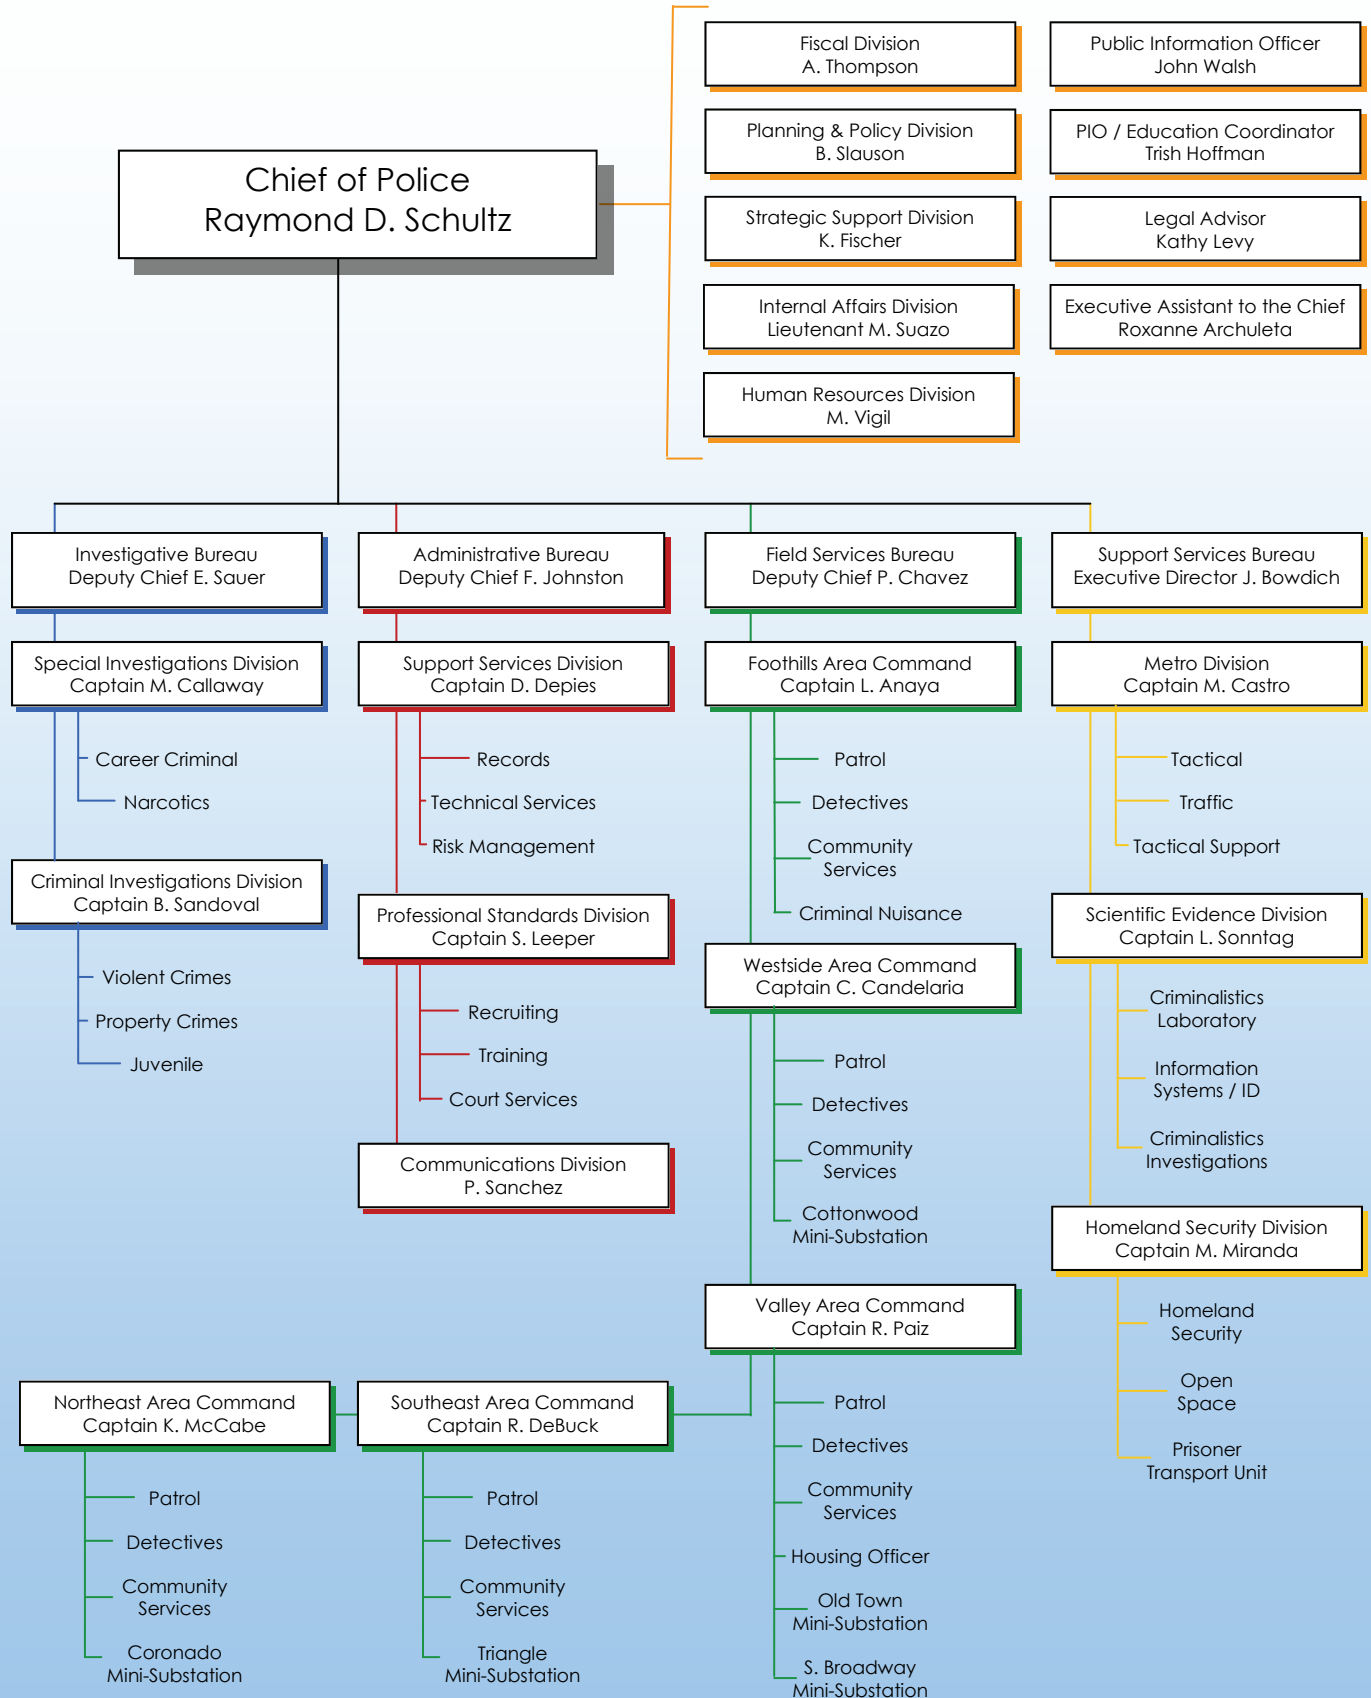 Chief of Police
Raymond D. Schultz
Fiscal Division
A. Thompson
Planning & Policy Division
B. Slauson
Strategic Support Division
K. Fischer
Internal Affairs Division
Lieutenant M. Suazo
Human Resources Division
M. Vigil
Public Information Officer
John Walsh
PIO / Education Coordinator
Trish Hoffman
Legal Advisor
Kathy Levy
Executive Assistant to the Chief
Roxanne Archuleta
Investigative Bureau
Deputy Chief E. Sauer
Special Investigations Division
Captain M. Callaway
Career Criminal
Narcotics
Criminal Investigations Division
Captain B. Sandoval
Violent Crimes
Property Crimes
Juvenile
Administrative Bureau
Deputy Chief F. Johnston
Support Services Division
Captain D. Depies
Records
Technical Services
Risk Management
Professional Standards Division
Captain S. Leeper
Recruiting
Training
Court Services
Communications Division
P. Sanchez
Field Services Bureau
Deputy Chief P. Chavez
Foothills Area Command
Captain L. Anaya
Patrol
Detectives
Community
Services
Criminal Nuisance
Westside Area Command
Captain C. Candelaria
Patrol
Detectives
Community
Services
Cottonwood
Mini-Substation
Valley Area Command
Captain R. Paiz
Patrol
Detectives
Community
Services
Housing Officer
Old Town
Mini-Substation
S. Broadway
Mini-Substation
Southeast Area Command
Captain R. DeBuck
Patrol
Detectives
Community
Services
Triangle
Mini-Substation
Northeast Area Command
Captain K. McCabe
Patrol
Detectives
Community
Services
Coronado
Mini-Substation
Support Services Bureau
Executive Director J. Bowdich
Metro Division
Captain M. Castro
Tactical
Traffic
Tactical Support
Scientific Evidence Division
Captain L. Sonntag
Criminalistics
Laboratory
Information
Systems / ID
Criminalistics
Investigations
Homeland Security Division
Captain M. Miranda
Homeland
Security
Open
Space
Prisoner
Transport Unit